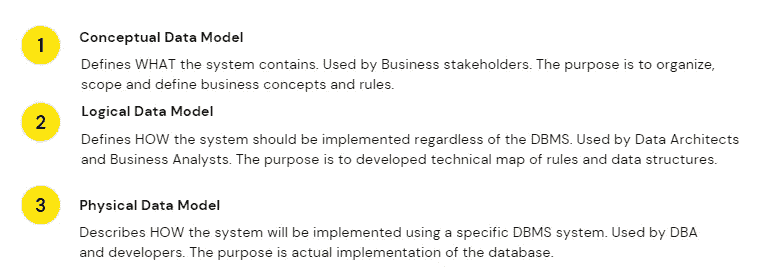 1
Conceptual Data Model
Defines WHAT the system contains. Used by Business stakeholders. The purpose is to organize,
scope and define business concepts and rules.
2
Logical Data Model
Defines HOW the system should be implemented regardless of the DBMS. Used by Data Architects
and Business Analysts. The purpose is to developed technical map of rules and data structures.
3
Physical Data Model
Describes HOW the system will be implemented using a specific DBMS system. Used by DBA
and developers. The purpose is actual implementation of the database.